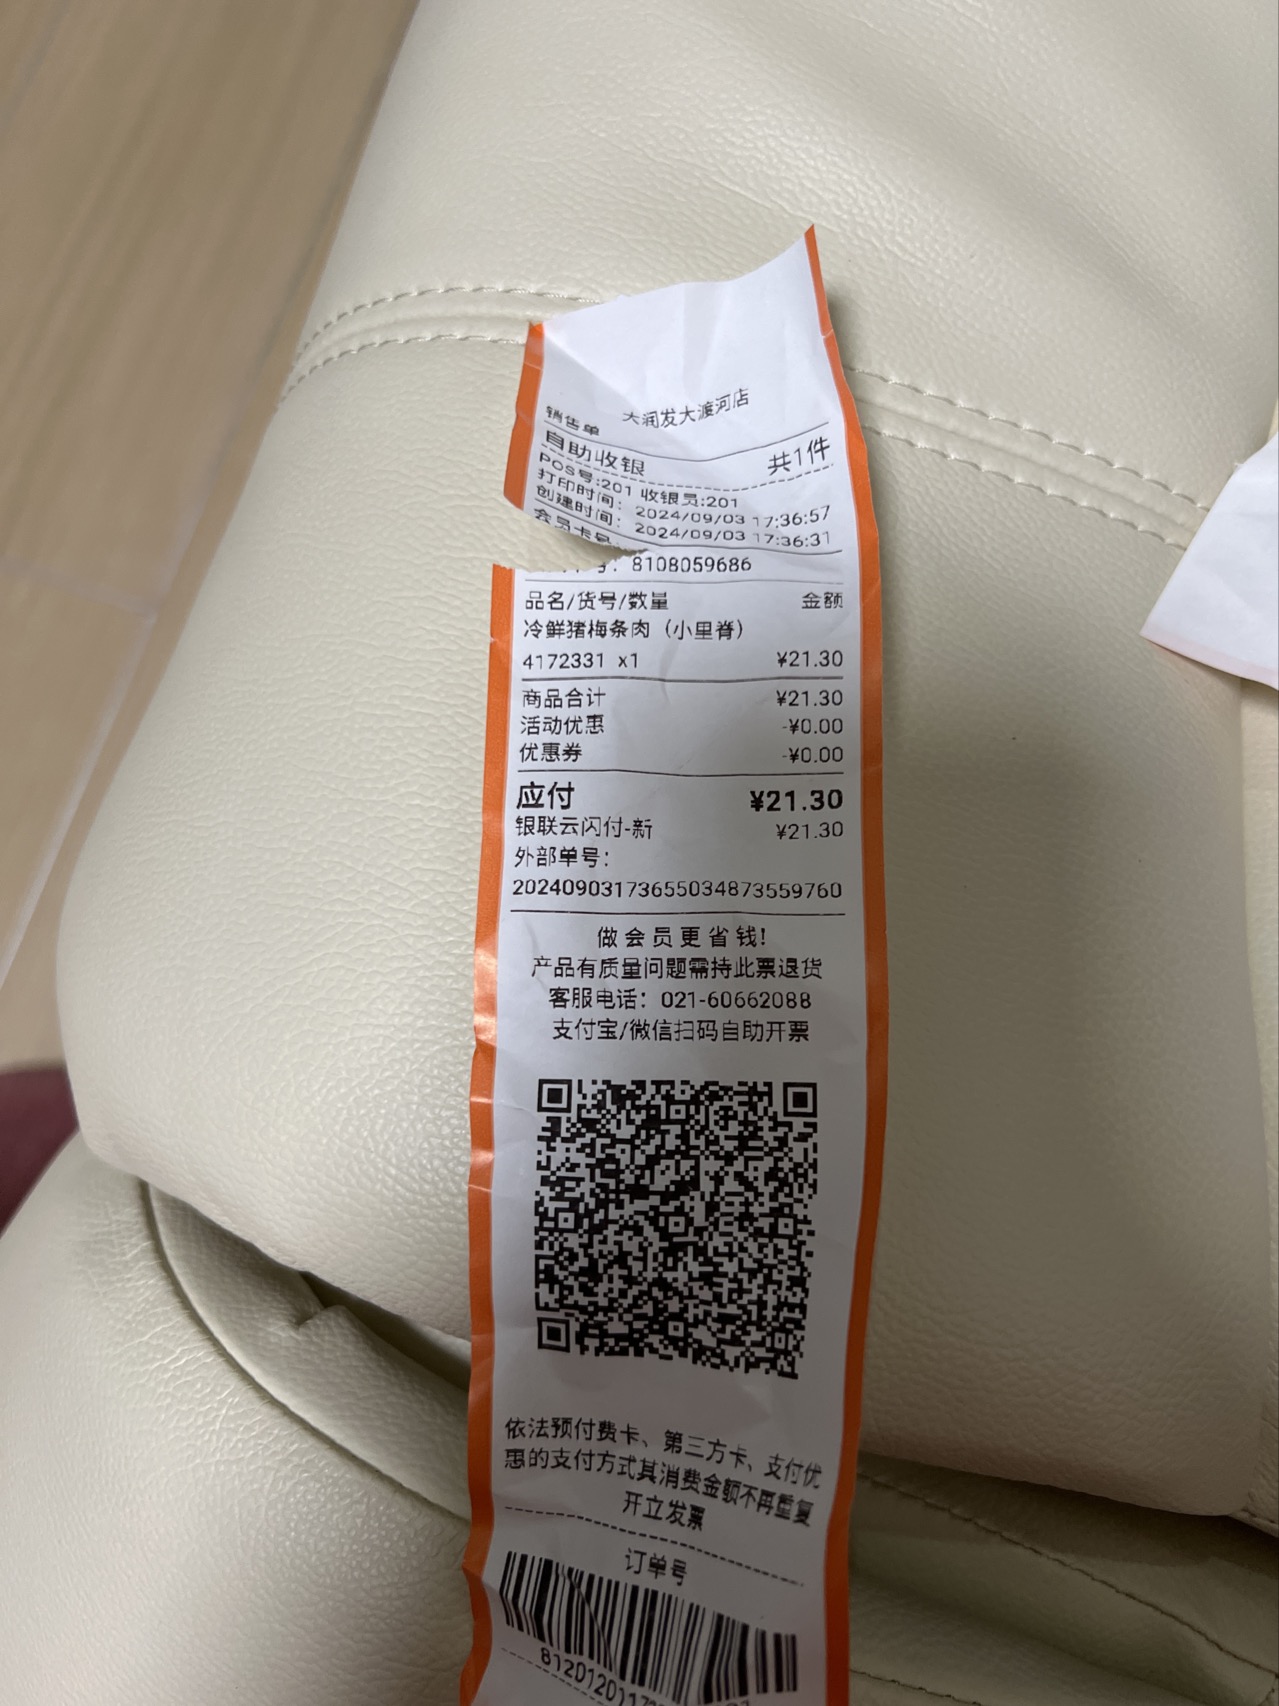 大润发大渡河店
销售单
自助收银 共1件
POS号:201 收银员:201
打印时间: 2024/09/03 17:36:57
创建时间: 2024/09/03 17:36:31
会员卡号: 8108059686
品名/货号/数量 金额
冷鲜猪梅条肉（小里脊）
4172331 x1 ¥21.30
商品合计 ¥21.30
活动优惠 -¥0.00
优惠券 -¥0.00
应付 ¥21.30
银联云闪付-新 ¥21.30
外部单号:
2024090317365503487355​9760
做会员更省钱!
产品有质量问题需持此票退货
客服电话: 021-60662088
支付宝/微信扫码自助开票
依法预付费卡、第三方卡、支付优
惠的支付方式其消费金额不再重复
开立发票
订单号